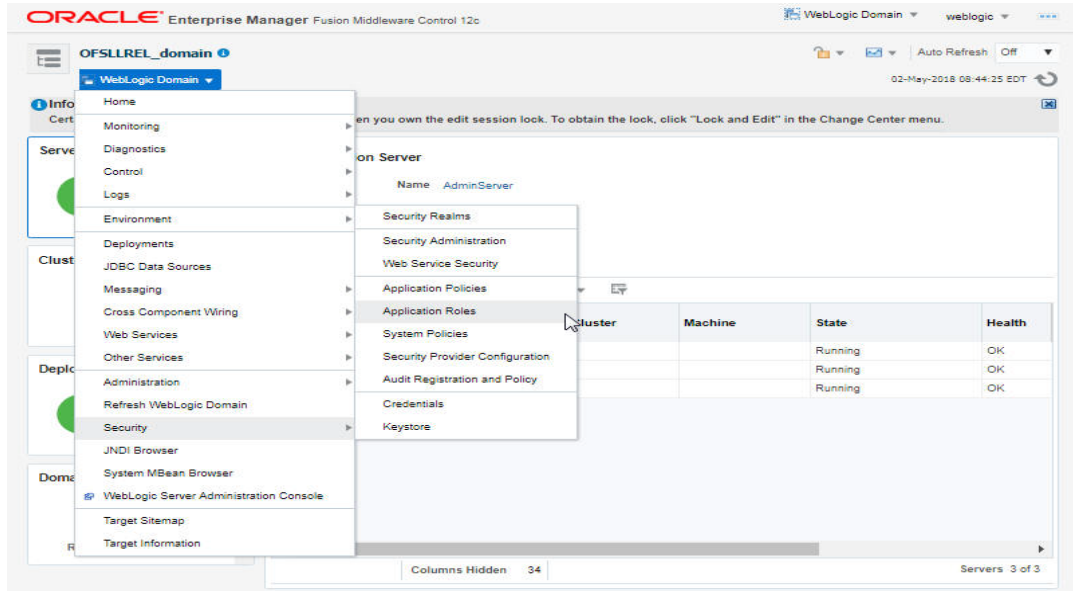 ORACLE Enterprise Manager Fusion Middleware Control 12c
WebLogic Domain
weblogic
OFSLLREL_domain
Auto Refresh Off
WebLogic Domain
02-May-2018 08:44:25 EDT
Info
Cert
en you own the edit session lock. To obtain the lock, click "Lock and Edit" in the Change Center menu.
Home
Monitoring
Diagnostics
Control
Logs
Environment
Deployments
JDBC Data Sources
Messaging
Cross Component Wiring
Web Services
Other Services
Administration
Refresh WebLogic Domain
Security
JNDI Browser
System MBean Browser
WebLogic Server Administration Console
Target Sitemap
Target Information
Security Realms
Security Administration
Web Service Security
Application Policies
Application Roles
System Policies
Security Provider Configuration
Audit Registration and Policy
Credentials
Keystore
Serve
Clust
Deplo
Doma
R
on Server
Name AdminServer
Cluster Machine State Health
Running OK
Running OK
Running OK
Columns Hidden 34
Servers 3 of 3